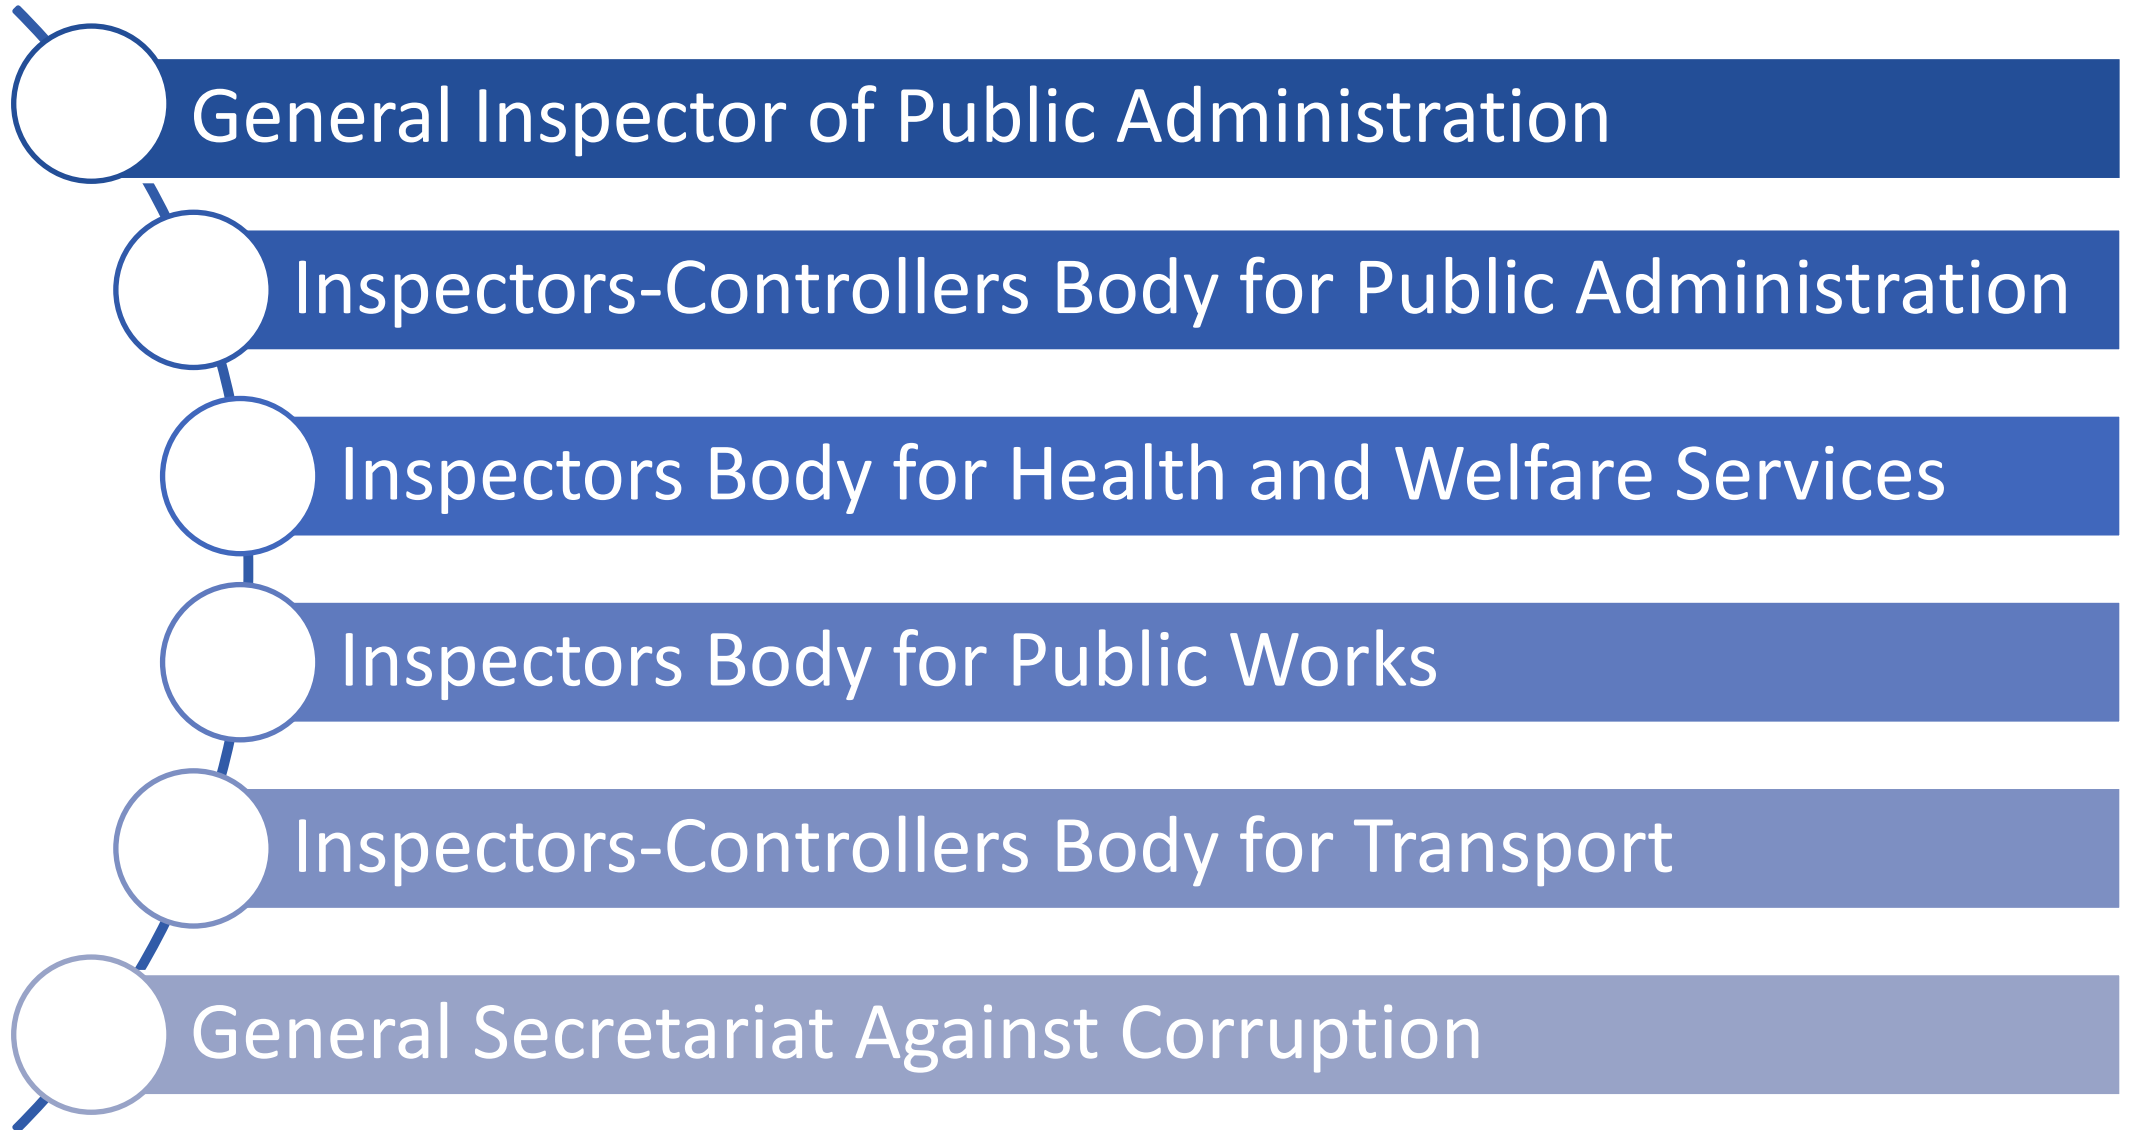 General Inspector of Public Administration
Inspectors-Controllers Body for Public Administration
Inspectors Body for Health and Welfare Services
Inspectors Body for Public Works
Inspectors-Controllers Body for Transport
General Secretariat Against Corruption